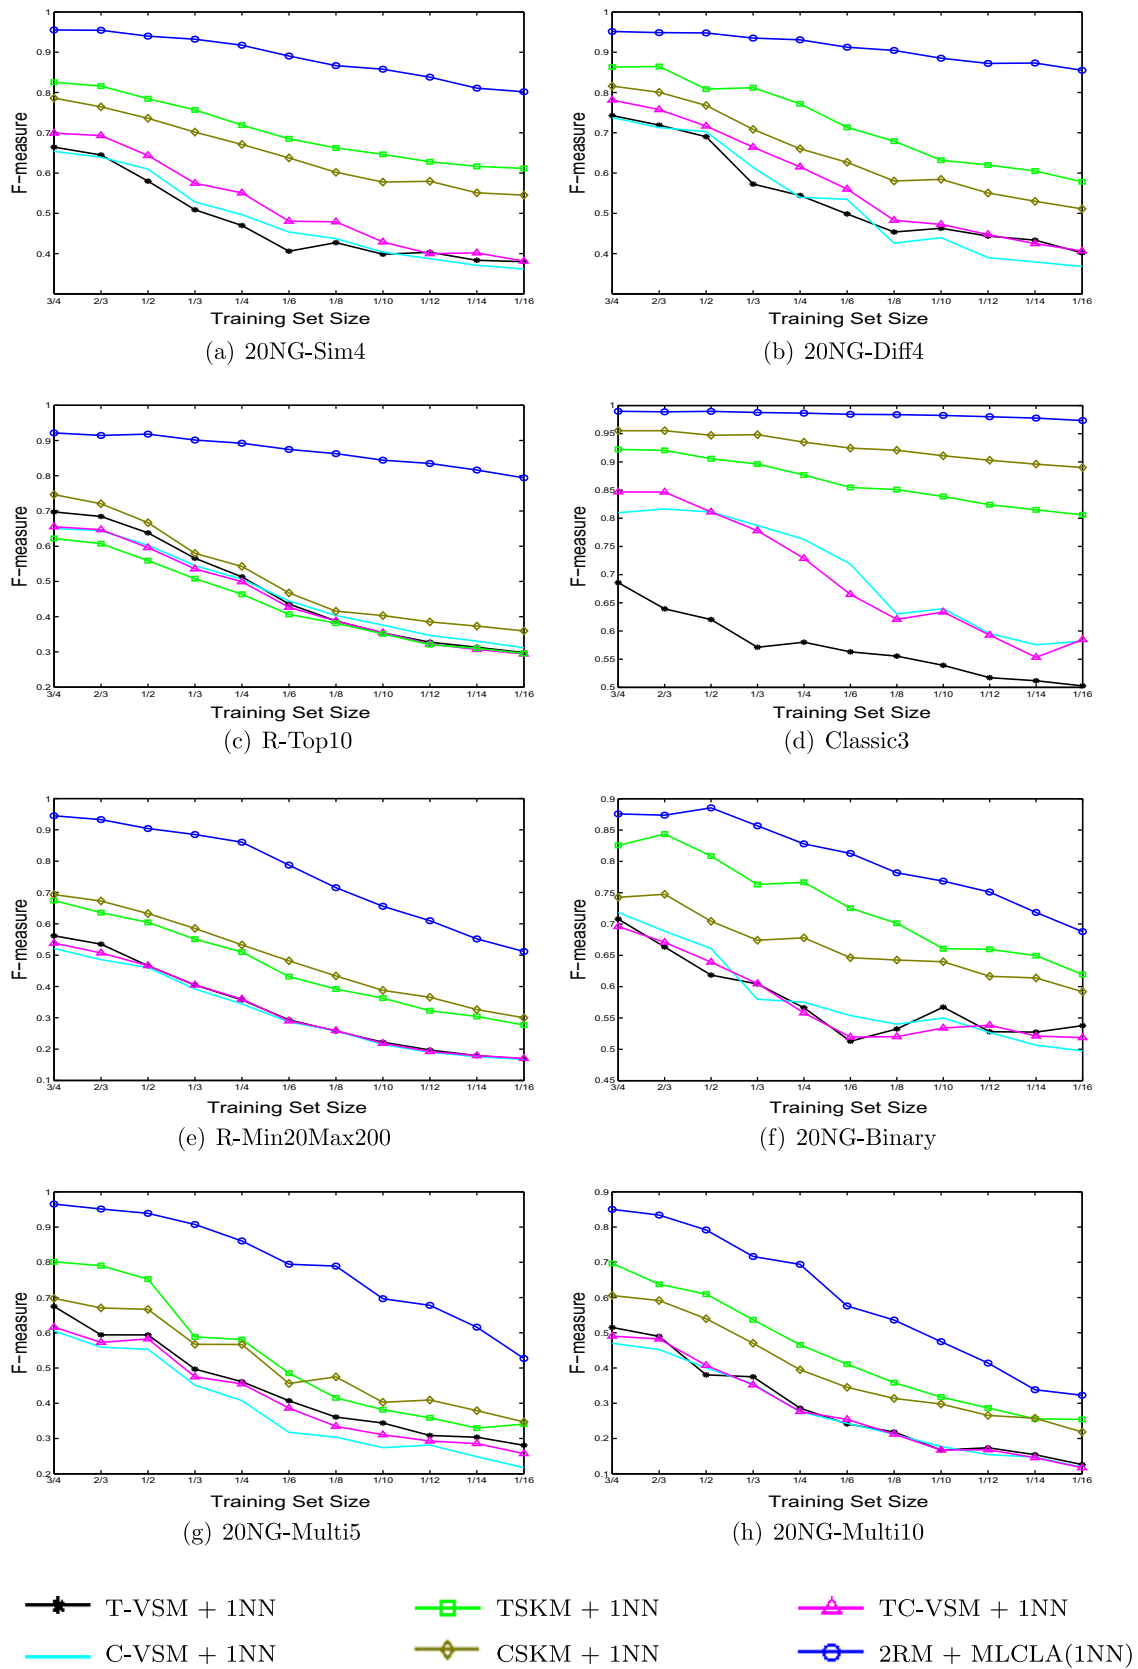 1
0.9
0.8
0.7
0.6
0.5
0.4
F-measure
3/4 2/3 1/2 1/3 1/4 1/6 1/8 1/10 1/12 1/14 1/16
Training Set Size
(a) 20NG-Sim4
1
0.9
0.8
0.7
0.6
0.5
0.4
F-measure
3/4 2/3 1/2 1/3 1/4 1/6 1/8 1/10 1/12 1/14 1/16
Training Set Size
(b) 20NG-Diff4
1
0.9
0.8
0.7
0.6
0.5
0.4
0.3
0.2
F-measure
3/4 2/3 1/2 1/3 1/4 1/6 1/8 1/10 1/12 1/14 1/16
Training Set Size
(c) R-Top10
1
0.95
0.9
0.85
0.8
0.75
0.7
0.65
0.6
0.55
0.5
F-measure
3/4 2/3 1/2 1/3 1/4 1/6 1/8 1/10 1/12 1/14 1/16
Training Set Size
(d) Classic3
1
0.9
0.8
0.7
0.6
0.5
0.4
0.3
0.2
0.1
F-measure
3/4 2/3 1/2 1/3 1/4 1/6 1/8 1/10 1/12 1/14 1/16
Training Set Size
(e) R-Min20Max200
0.9
0.85
0.8
0.75
0.7
0.65
0.6
0.55
0.5
0.45
F-measure
3/4 2/3 1/2 1/3 1/4 1/6 1/8 1/10 1/12 1/14 1/16
Training Set Size
(f) 20NG-Binary
1
0.9
0.8
0.7
0.6
0.5
0.4
0.3
0.2
F-measure
3/4 2/3 1/2 1/3 1/4 1/6 1/8 1/10 1/12 1/14 1/16
Training Set Size
(g) 20NG-Multi5
0.9
0.8
0.7
0.6
0.5
0.4
0.3
0.2
0.1
F-measure
3/4 2/3 1/2 1/3 1/4 1/6 1/8 1/10 1/12 1/14 1/16
Training Set Size
(h) 20NG-Multi10
T-VSM + 1NN TSKM + 1NN TC-VSM + 1NN
C-VSM + 1NN CSKM + 1NN 2RM + MLCLA(1NN)